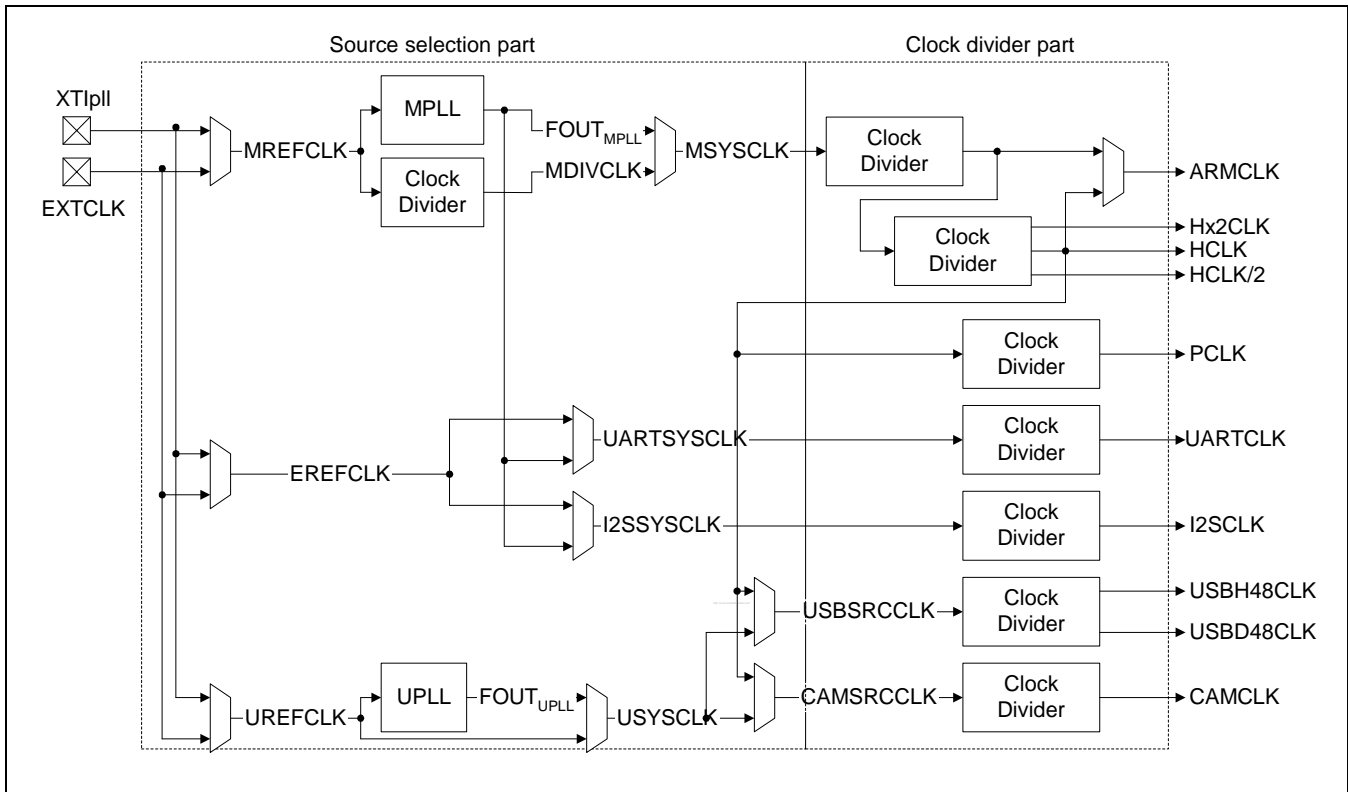 Source selection part
Clock divider part
XTIpll
EXTCLK
MREFCLK
MPLL
Clock
Divider
FOUTMPLL
MDIVCLK
MSYSCLK
Clock
Divider
Clock
Divider
ARMCLK
Hx2CLK
HCLK
HCLK/2
Clock
Divider
PCLK
EREFCLK
UARTSYSCLK
Clock
Divider
UARTCLK
I2SSYSCLK
Clock
Divider
I2SCLK
USBSRCCLK
Clock
Divider
USBH48CLK
USBD48CLK
UREFCLK
UPLL
FOUTUPLL
USYSCLK
CAMSRCCLK
Clock
Divider
CAMCLK